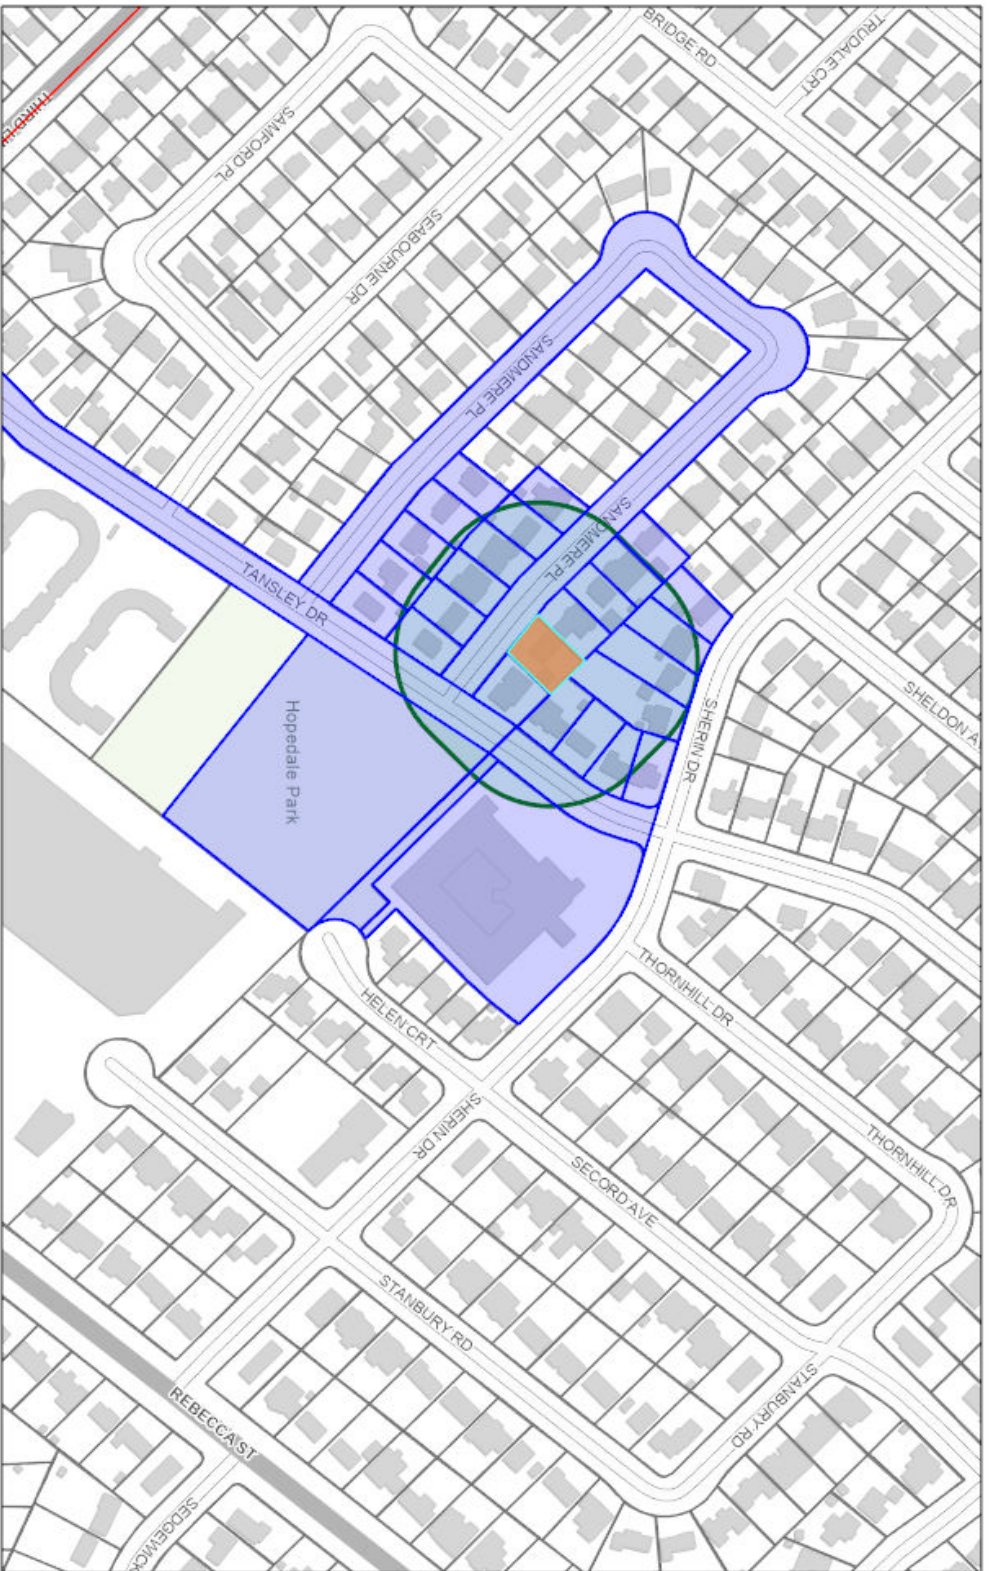 BRIDGE RD
TRUDALE CRT
SAMFORD PL
SEABOURNE DR
SANDMERE PL
SANDMERE PL
TANSLEY DR
Hopedale Park
SHERIN DR
SHELDON A
THORNHILL DR
HELEN CRT
SHERIN DR
THORNHILL DR
SECORD AVE
STANBURY RD
STANBURY RD
REBECCA ST
SEDGEWICK